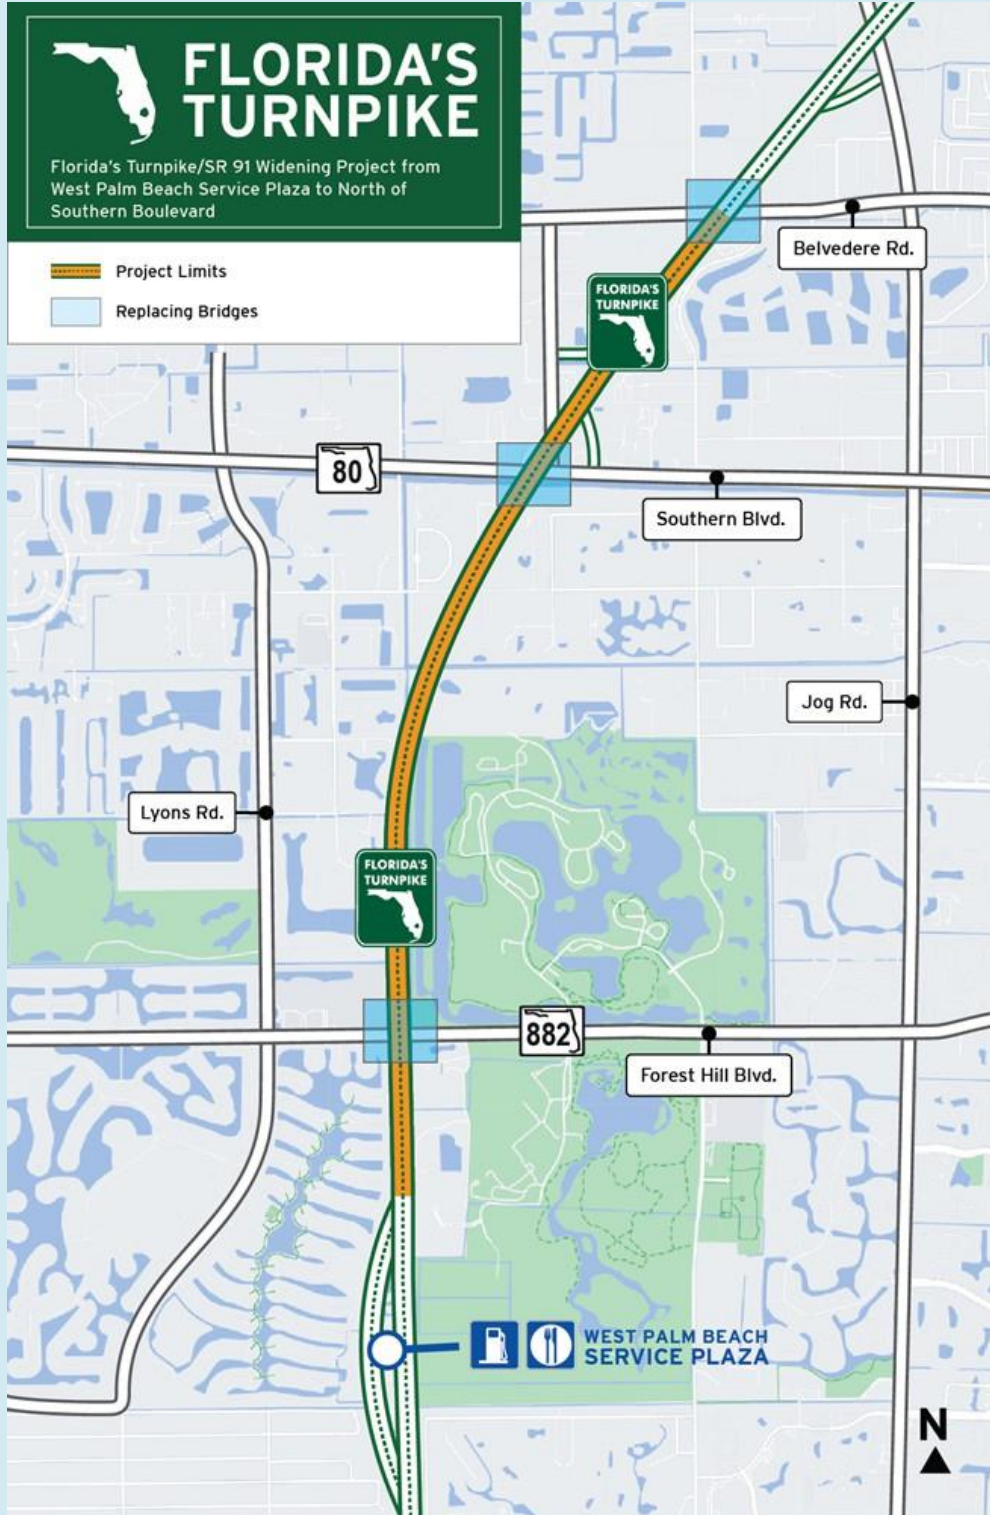 FLORIDA'S
TURNPIKE
Florida's Turnpike/SR 91 Widening Project from
West Palm Beach Service Plaza to North of
Southern Boulevard
Project Limits
Replacing Bridges
Belvedere Rd.
FLORIDA'S
TURNPIKE
80
Southern Blvd.
Jog Rd.
Lyons Rd.
FLORIDA'S
TURNPIKE
882
Forest Hill Blvd.
WEST PALM BEACH
SERVICE PLAZA
N